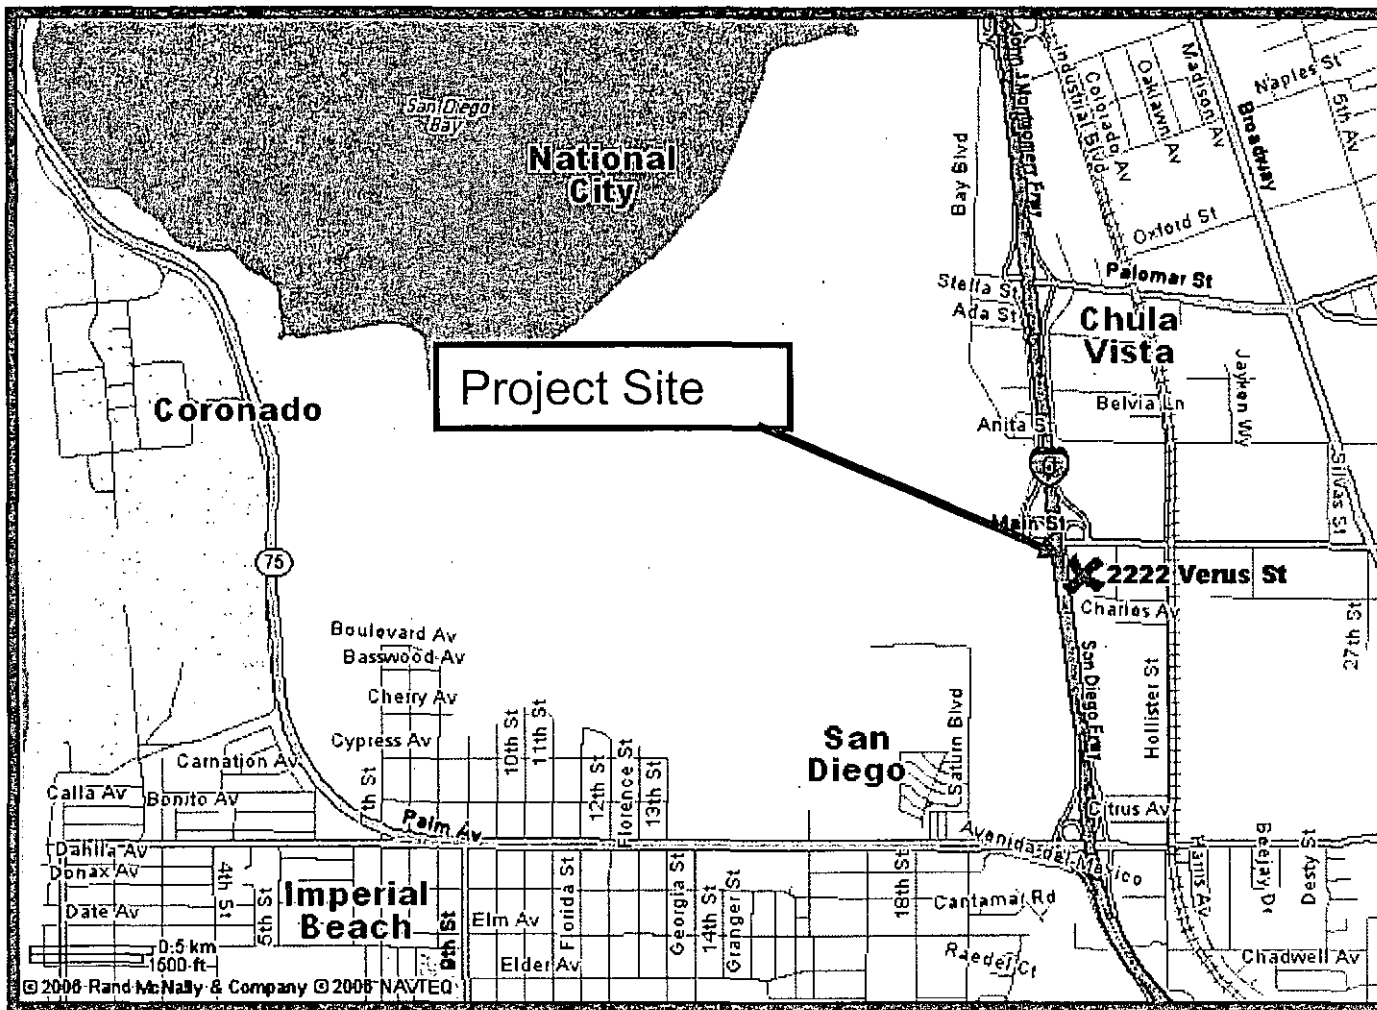 San Diego
Bay
National
City
John J Montgomery Frwy
Industrial Blvd
Colorado Av
Oaklawn Av
Madison Av
Broadway
Naples St
5th Av
Bay Blvd
Oxford St
Palomar St
Stella St
Ada St
Chula
Vista
Project Site
Coronado
Jayken Wy
Belvia Ln
Anita S
5
Silvas St
Main St
75
2222 Verus St
Charles Av
27th St
Boulevard Av
Basswood Av
Cherry Av
Cypress Av
San Diego Frwy
Hollister St
10th St
11th St
12th St
Florence St
13th St
San
Diego
Saturn Blvd
Carnation Av
Calla Av
Bonito Av
th St
Palm Av
Citrus Av
Avenida del Mexico
Dahlia Av
Donax Av
Date Av
4th St
5th St
Imperial
Beach
9th St
Elm Av
Elder Av
Florida St
Georgia St
14th St
Granger St
18th St
Cantamar Rd
Raedel Ct
Harris Av
Beejay Dr
Desty St
Chadwell Av
0.5 km
1500 ft
© 2006 Rand McNally & Company © 2006 NAVTEQ